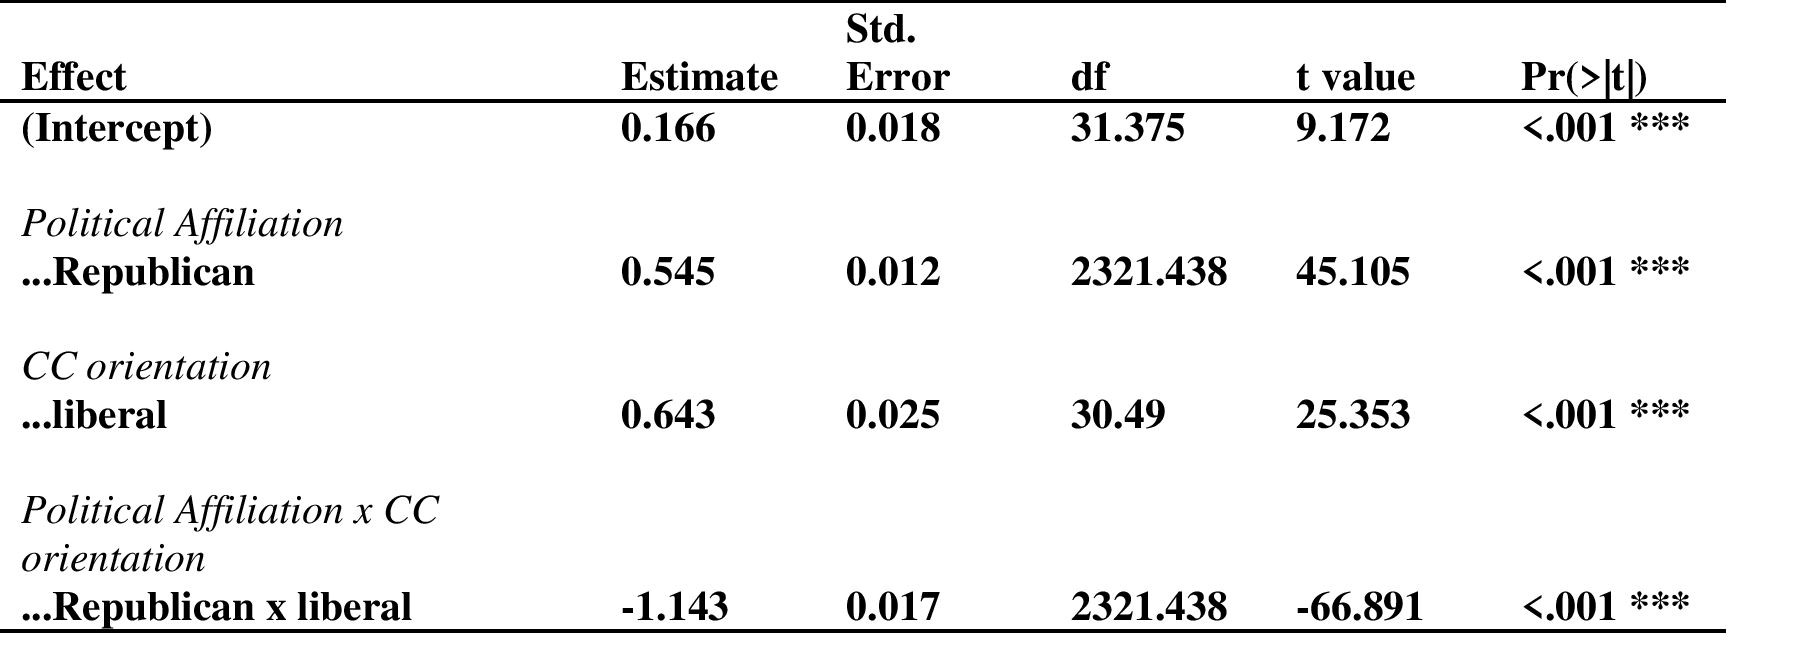 Std.
Effect Estimate Error df t value Pr(>|t|)
(Intercept) 0.166 0.018 31.375 9.172 <.001 ***
Political Affiliation
...Republican 0.545 0.012 2321.438 45.105 <.001 ***
CC orientation
...liberal 0.643 0.025 30.49 25.353 <.001 ***
Political Affiliation x CC
orientation
...Republican x liberal -1.143 0.017 2321.438 -66.891 <.001 ***